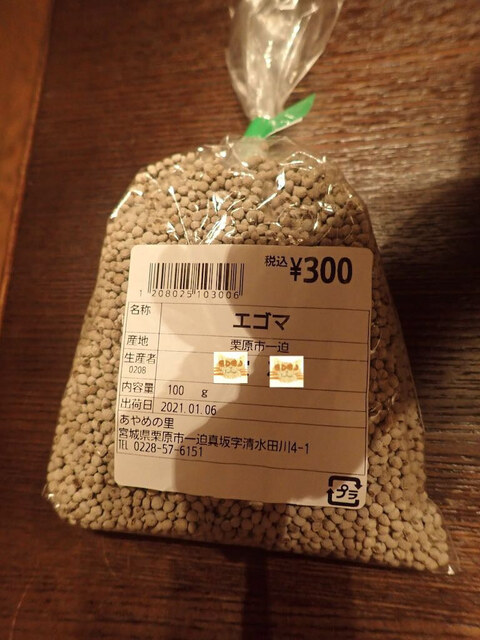 税込 ¥300
1 208025 103006
名称 エゴマ
産地 栗原市一迫
生産者
0208
内容量 100 g
出荷日 2021.01.06
あやめの里
宮城県栗原市一迫真坂字清水田川4-1
TEL 0228-57-6151
プラ